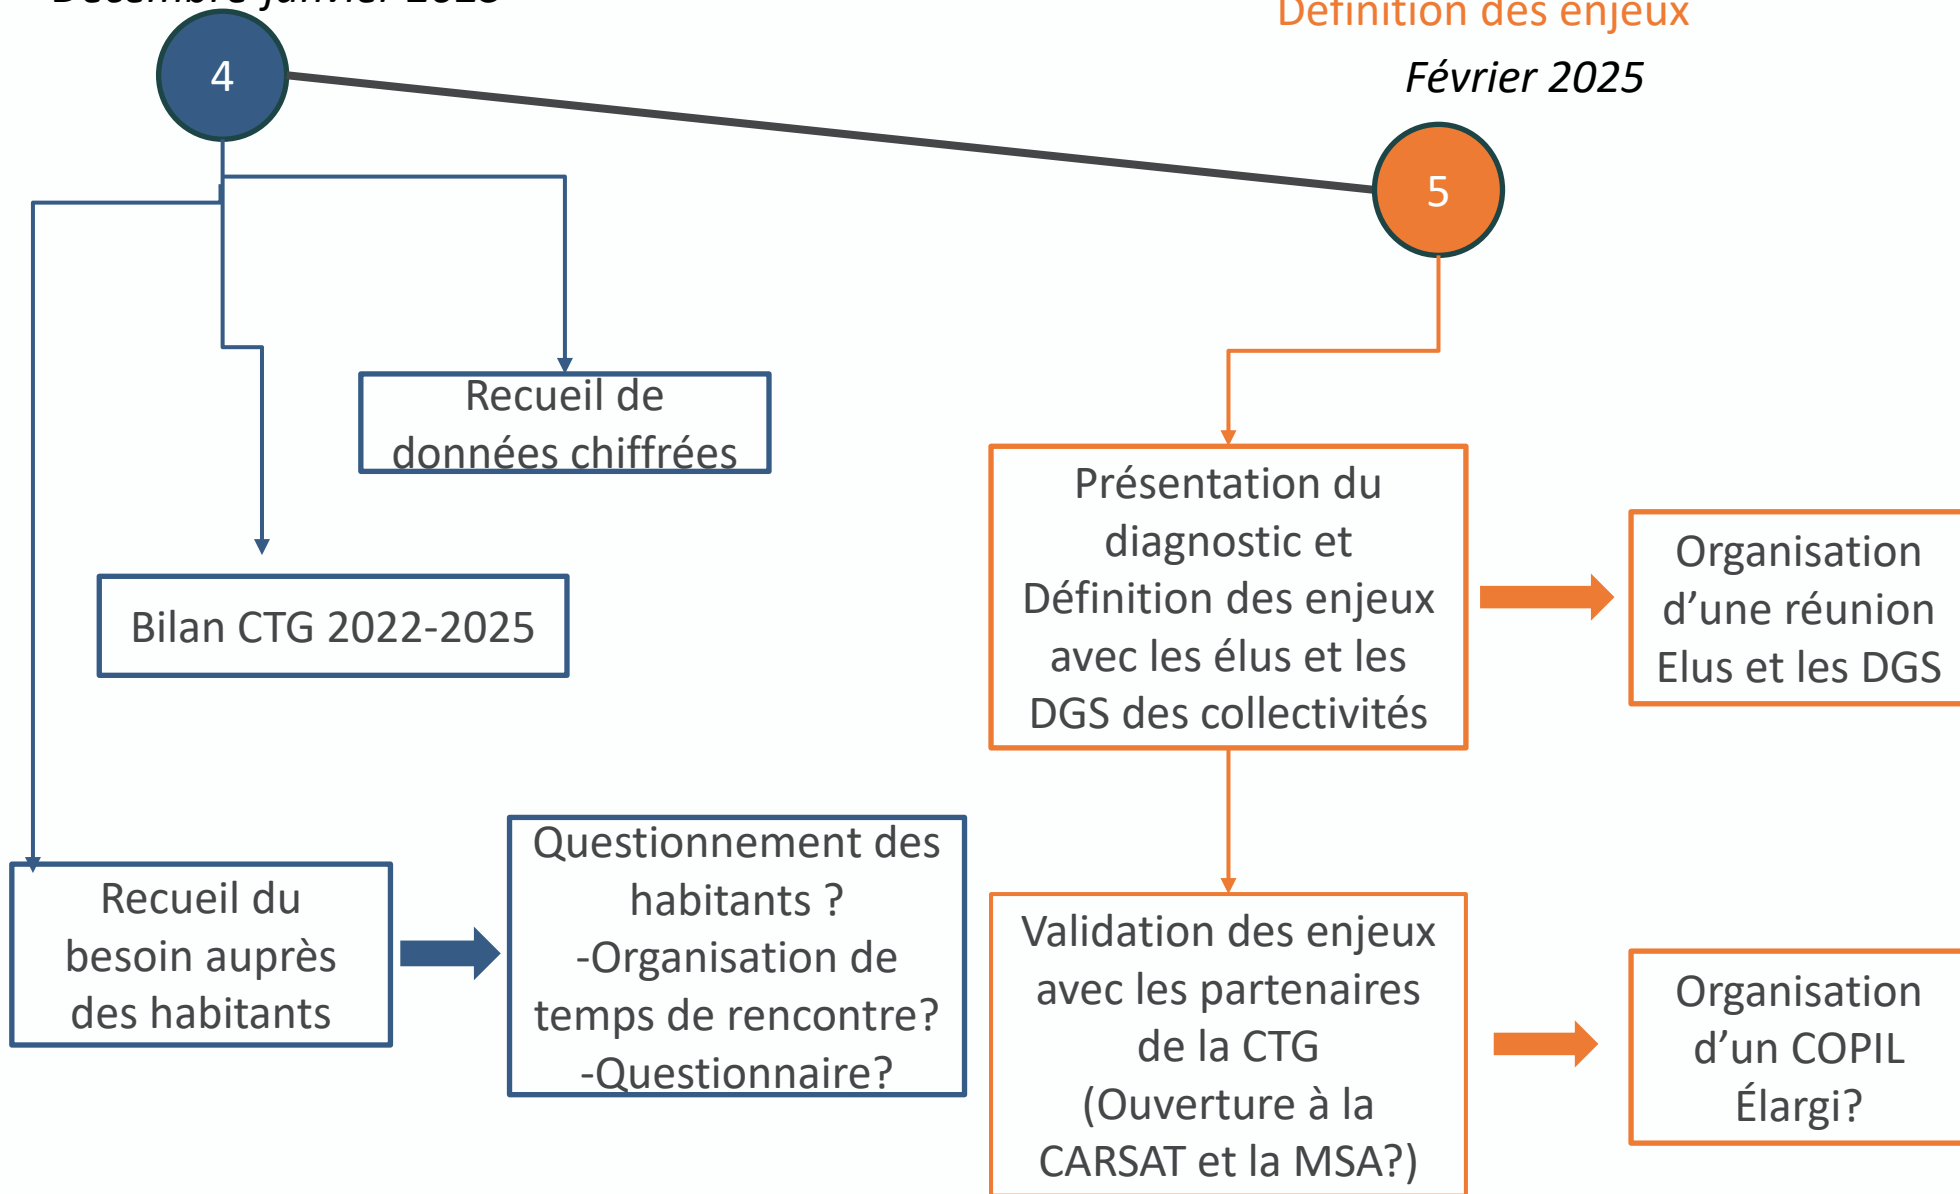 Décembre-janvier 2025
4
Définition des enjeux
Février 2025
5
Recueil de
données chiffrées
Bilan CTG 2022-2025
Recueil du
besoin auprès
des habitants
Questionnement des
habitants ?
-Organisation de
temps de rencontre?
-Questionnaire?
Présentation du
diagnostic et
Définition des enjeux
avec les élus et les
DGS des collectivités
Organisation
d’une réunion
Elus et les DGS
Validation des enjeux
avec les partenaires
de la CTG
(Ouverture à la
CARSAT et la MSA?)
Organisation
d’un COPIL
Élargi?